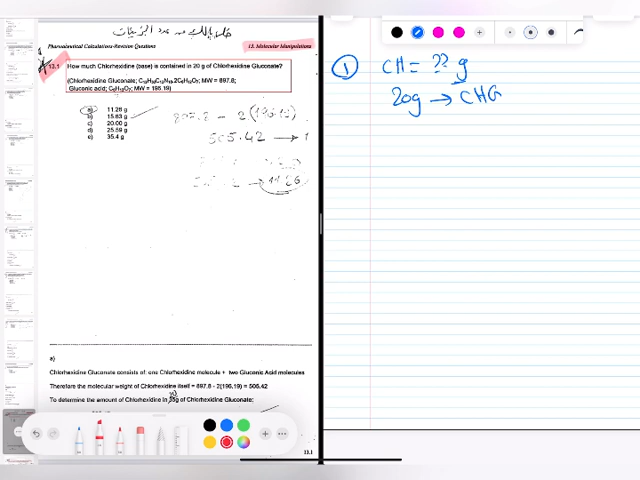 Pharmaceutical Calculations-Revision Questions
13. Molecular Manipulations
13.1 How much Chlorhexidine (base) is contained in 20 g of Chlorhexidine Gluconate?
(Chlorhexidine Gluconate; MW = 897.8;
Gluconic acid; MW = 196.19)
a) 11.26 g
b) 15.63 g
c) 20.00 g
d) 25.59 g
e) 35.4 g
897.8 - 2(196.19)
505.42 → 1
11.26
a)
Chlorhexidine Gluconate consists of: one Chlorhexidine molecule + two Gluconic Acid molecules
Therefore the molecular weight of Chlorhexidine itself = 897.8 - 2(196.19) = 505.42
To determine the amount of Chlorhexidine in 20g of Chlorhexidine Gluconate:
13.1
① CH = ?? g
20g → CHG